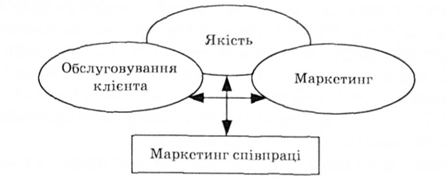 Якість
Обслуговування
клієнта
Маркетинг
Маркетинг співпраці